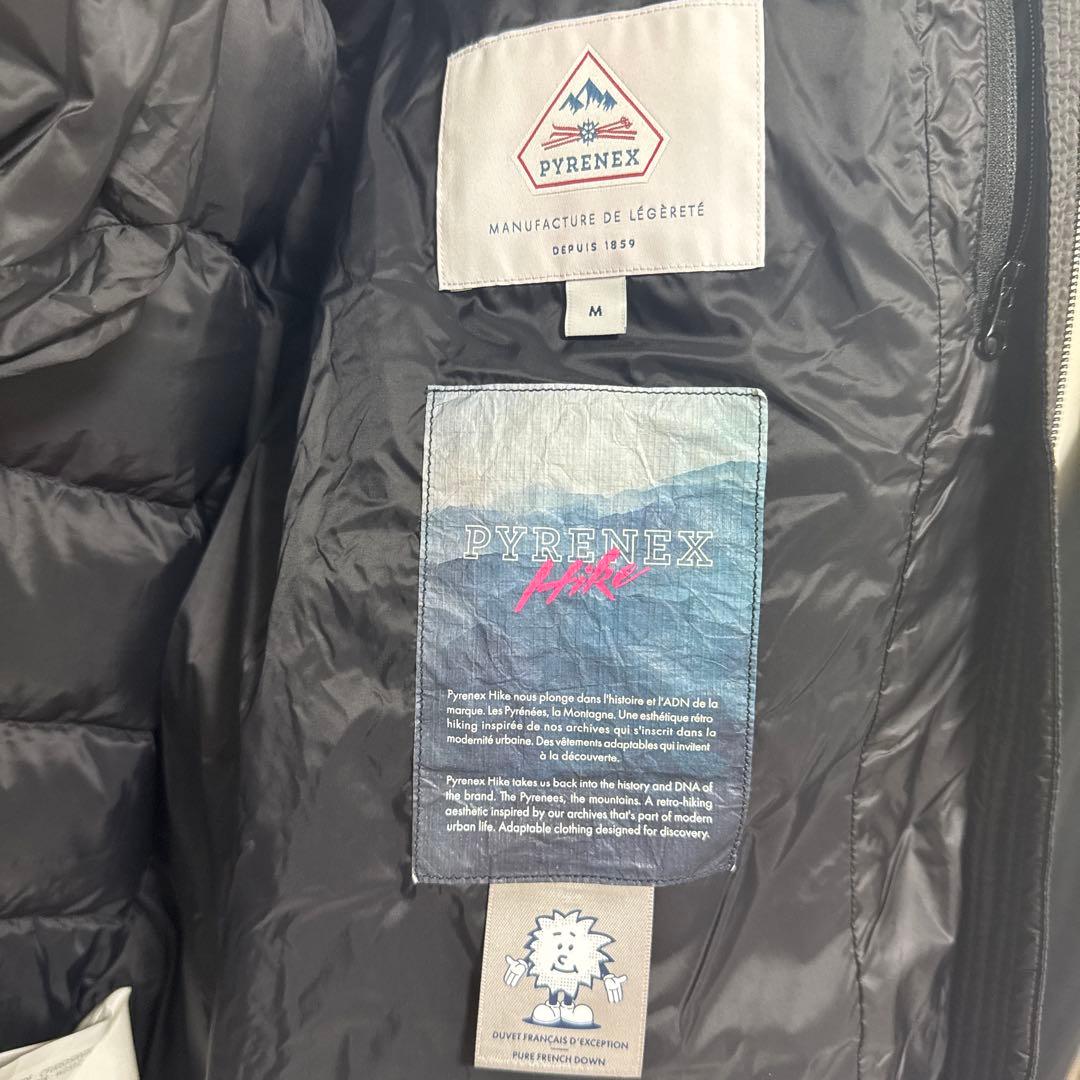 PYRENEX
MANUFACTURE DE LÉGÈRETÉ
DEPUIS 1859
M
PYRENEX
Hike
Pyrenex Hike nous plonge dans l'histoire et l'ADN de la
marque. Les Pyrénées, la Montagne. Une esthétique rétro
hiking inspirée de nos archives qui s'inscrit dans la
modernité urbaine. Des vêtements adaptables qui invitent
à la découverte.
Pyrenex Hike takes us back into the history and DNA of
the brand. The Pyrenees, the mountains. A retro-hiking
aesthetic inspired by our archives that's part of modern
urban life. Adaptable clothing designed for discovery.
DUVET FRANÇAIS D'EXCEPTION
PURE FRENCH DOWN